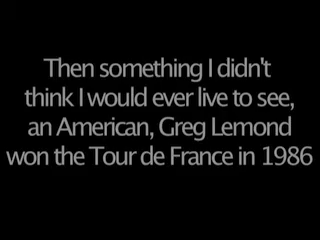 Then something I didn't
think I would ever live to see,
an American, Greg Lemond
won the Tour de France in 1986